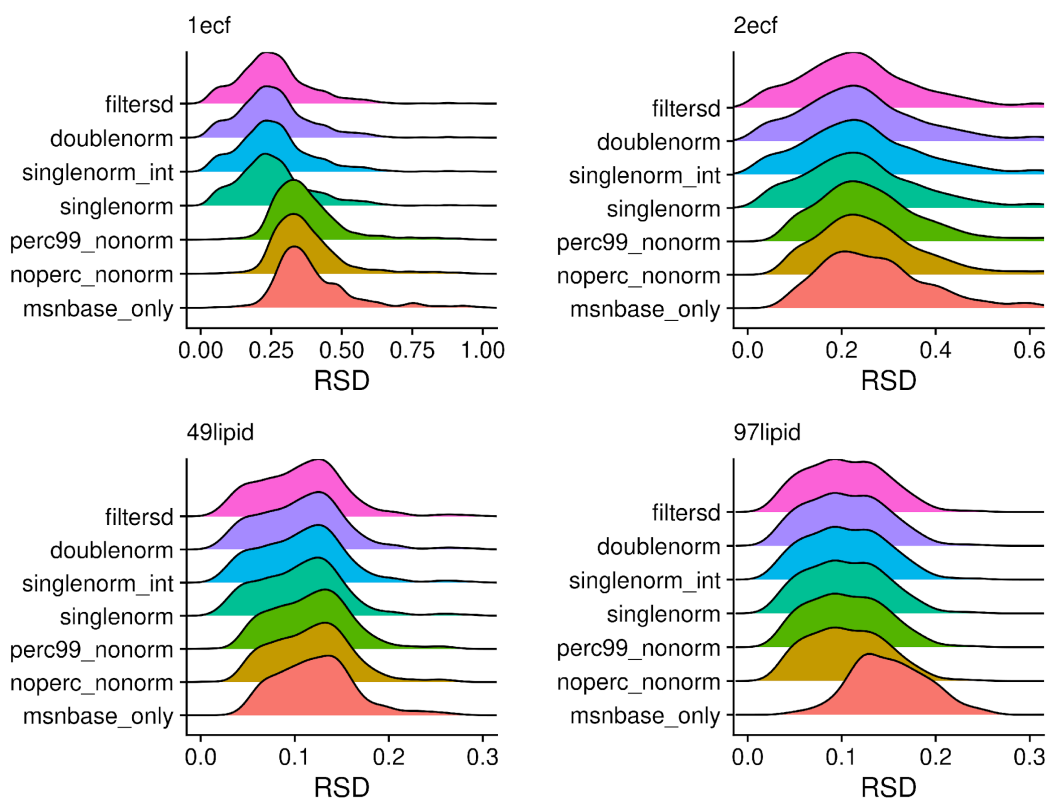 1ecf
filtersd
doublenorm
singlenorm_int
singlenorm
perc99_nonorm
noperc_nonorm
msnbase_only
0.00 0.25 0.50 0.75 1.00
RSD
2ecf
filtersd
doublenorm
singlenorm_int
singlenorm
perc99_nonorm
noperc_nonorm
msnbase_only
0.0 0.2 0.4 0.6
RSD
49lipid
filtersd
doublenorm
singlenorm_int
singlenorm
perc99_nonorm
noperc_nonorm
msnbase_only
0.0 0.1 0.2 0.3
RSD
97lipid
filtersd
doublenorm
singlenorm_int
singlenorm
perc99_nonorm
noperc_nonorm
msnbase_only
0.0 0.1 0.2 0.3
RSD